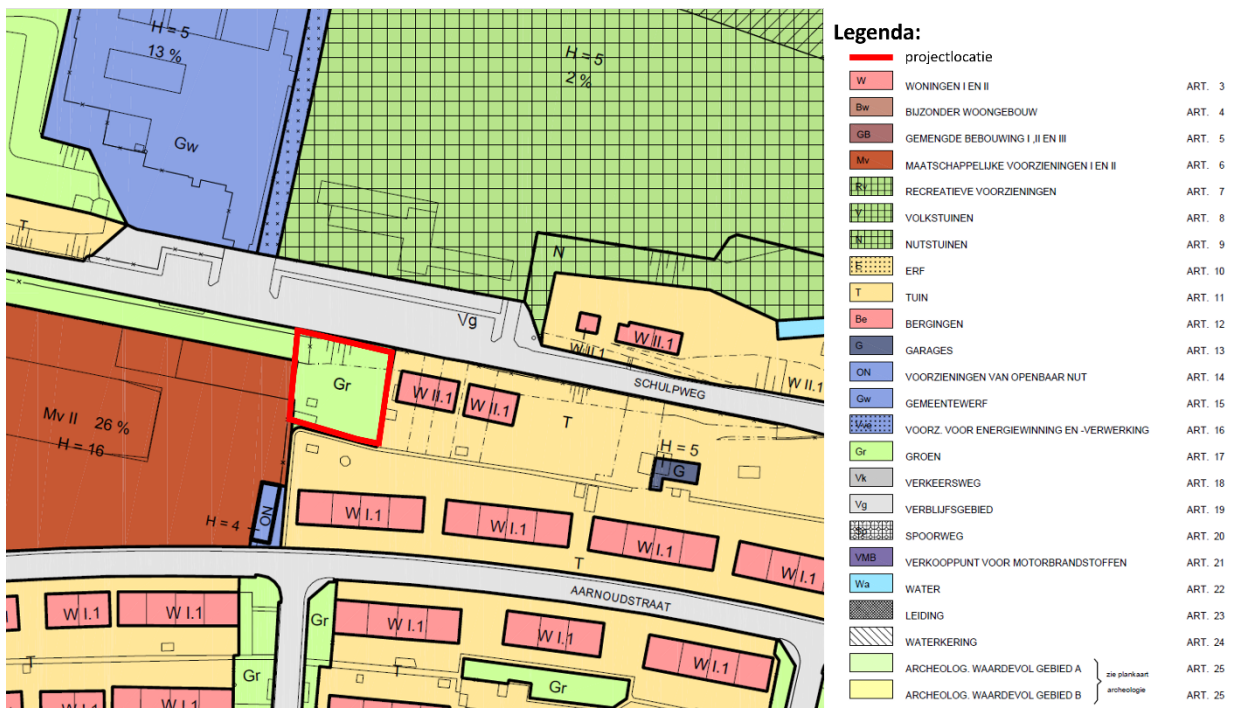 H = 5
13 %
Gw
H = 5
2 %
T
N
Vg
W II.1
W II.1
W II.1
SCHULPWEG
Gr
W II.1
W II.1
T
Mv II 26 %
H = 16
H = 5
G
ON
H = 4
W I.1
W I.1
W I.1
W I.1
T
AARNOUDSTRAAT
W I.1
W I.1
Gr
W I.1
W I.1
W I.1
T
T
Gr
Gr
W I.1
W I.1
Legenda:
projectlocatie
W WONINGEN I EN II ART. 3
Bw BIJZONDER WOONGEBOUW ART. 4
GB GEMENGDE BEBOUWING I ,II EN III ART. 5
Mv MAATSCHAPPELIJKE VOORZIENINGEN I EN II ART. 6
Rv RECREATIEVE VOORZIENINGEN ART. 7
V VOLKSTUINEN ART. 8
N NUTSTUINEN ART. 9
E ERF ART. 10
T TUIN ART. 11
Be BERGINGEN ART. 12
G GARAGES ART. 13
ON VOORZIENINGEN VAN OPENBAAR NUT ART. 14
Gw GEMEENTEWERF ART. 15
Vve VOORZ. VOOR ENERGIEWINNING EN -VERWERKING ART. 16
Gr GROEN ART. 17
Vk VERKEERSWEG ART. 18
Vg VERBLIJFSGEBIED ART. 19
SPOORWEG ART. 20
VMB VERKOOPPUNT VOOR MOTORBRANDSTOFFEN ART. 21
Wa WATER ART. 22
LEIDING ART. 23
WATERKERING ART. 24
ARCHEOLOG. WAARDEVOL GEBIED A ART. 25
zie plankaart
archeologie
ARCHEOLOG. WAARDEVOL GEBIED B ART. 25